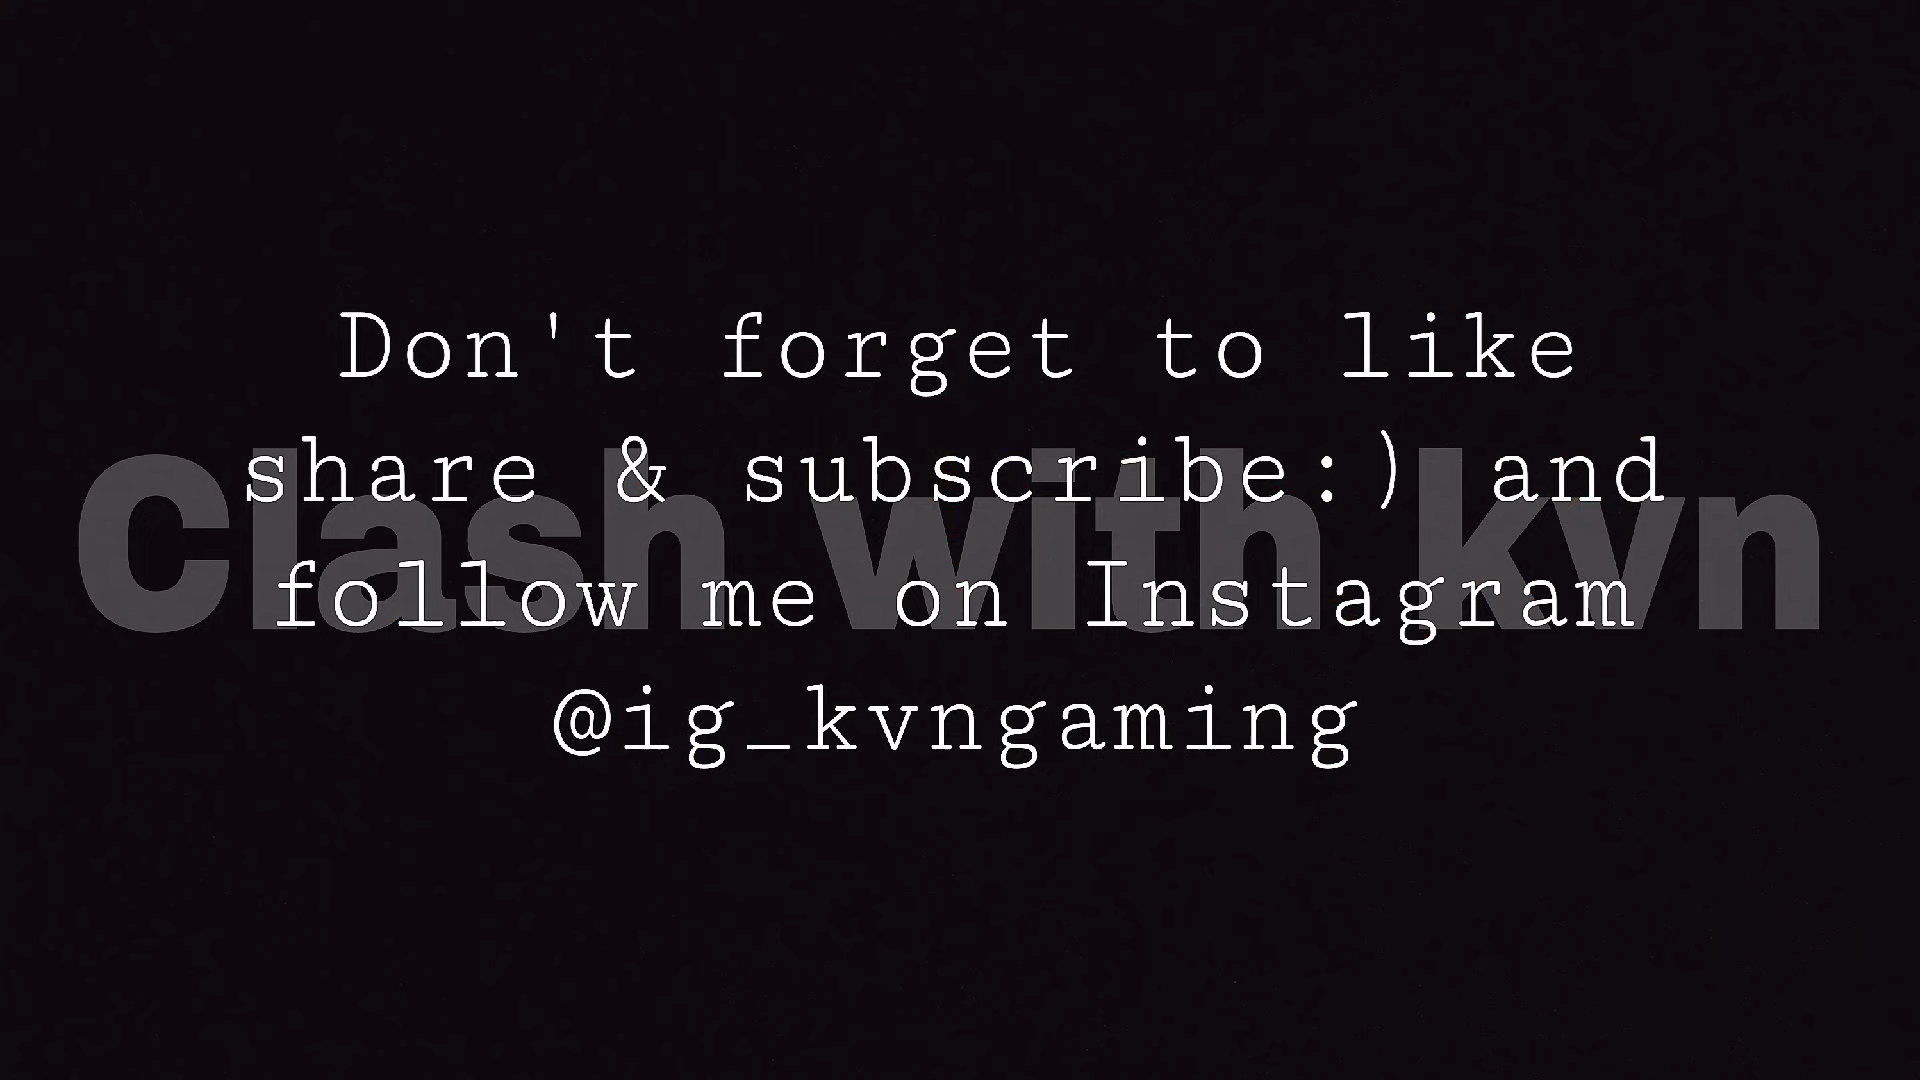 Don't forget to like
share & subscribe:) and
Clash with kvn
follow me on Instagram
@ig_kvngaming